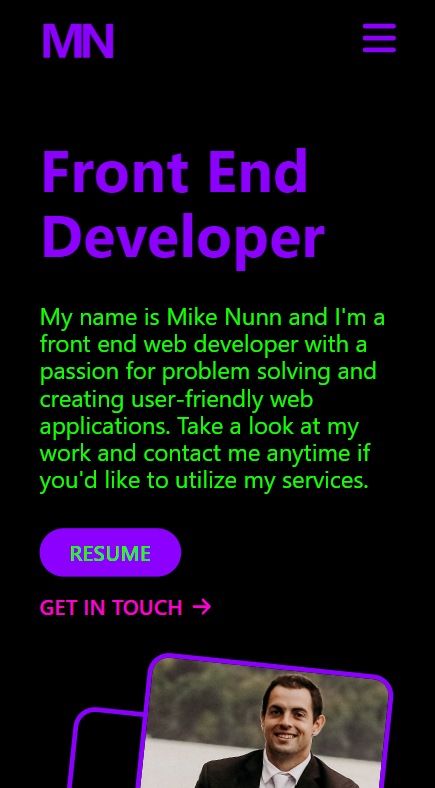 MN
Front End
Developer
My name is Mike Nunn and I'm a
front end web developer with a
passion for problem solving and
creating user-friendly web
applications. Take a look at my
work and contact me anytime if
you'd like to utilize my services.
RESUME
GET IN TOUCH →